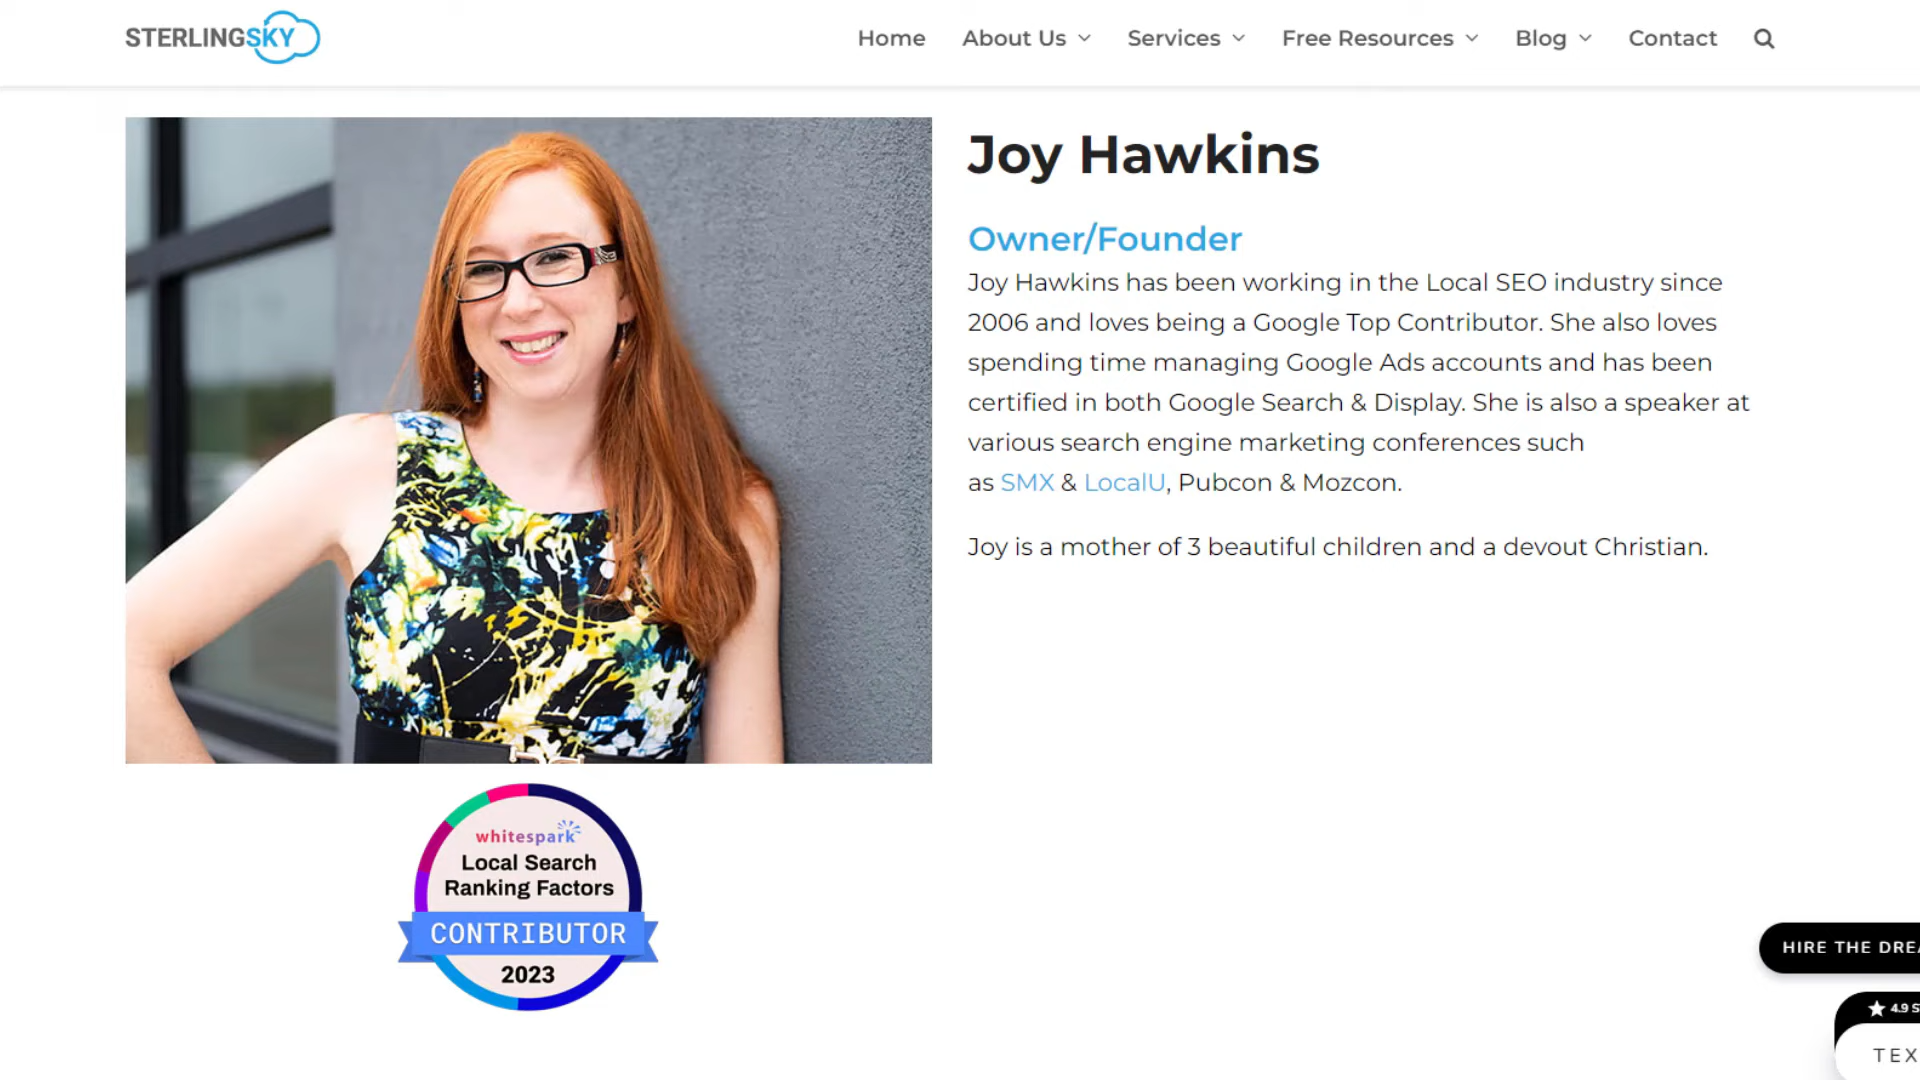 STERLINGSKY
Home About Us Services Free Resources Blog Contact
Joy Hawkins
Owner/Founder
Joy Hawkins has been working in the Local SEO industry since
2006 and loves being a Google Top Contributor. She also loves
spending time managing Google Ads accounts and has been
certified in both Google Search & Display. She is also a speaker at
various search engine marketing conferences such
as SMX & LocalU, Pubcon & Mozcon.
Joy is a mother of 3 beautiful children and a devout Christian.
whitespark
Local Search
Ranking Factors
CONTRIBUTOR
2023
HIRE THE
4.9